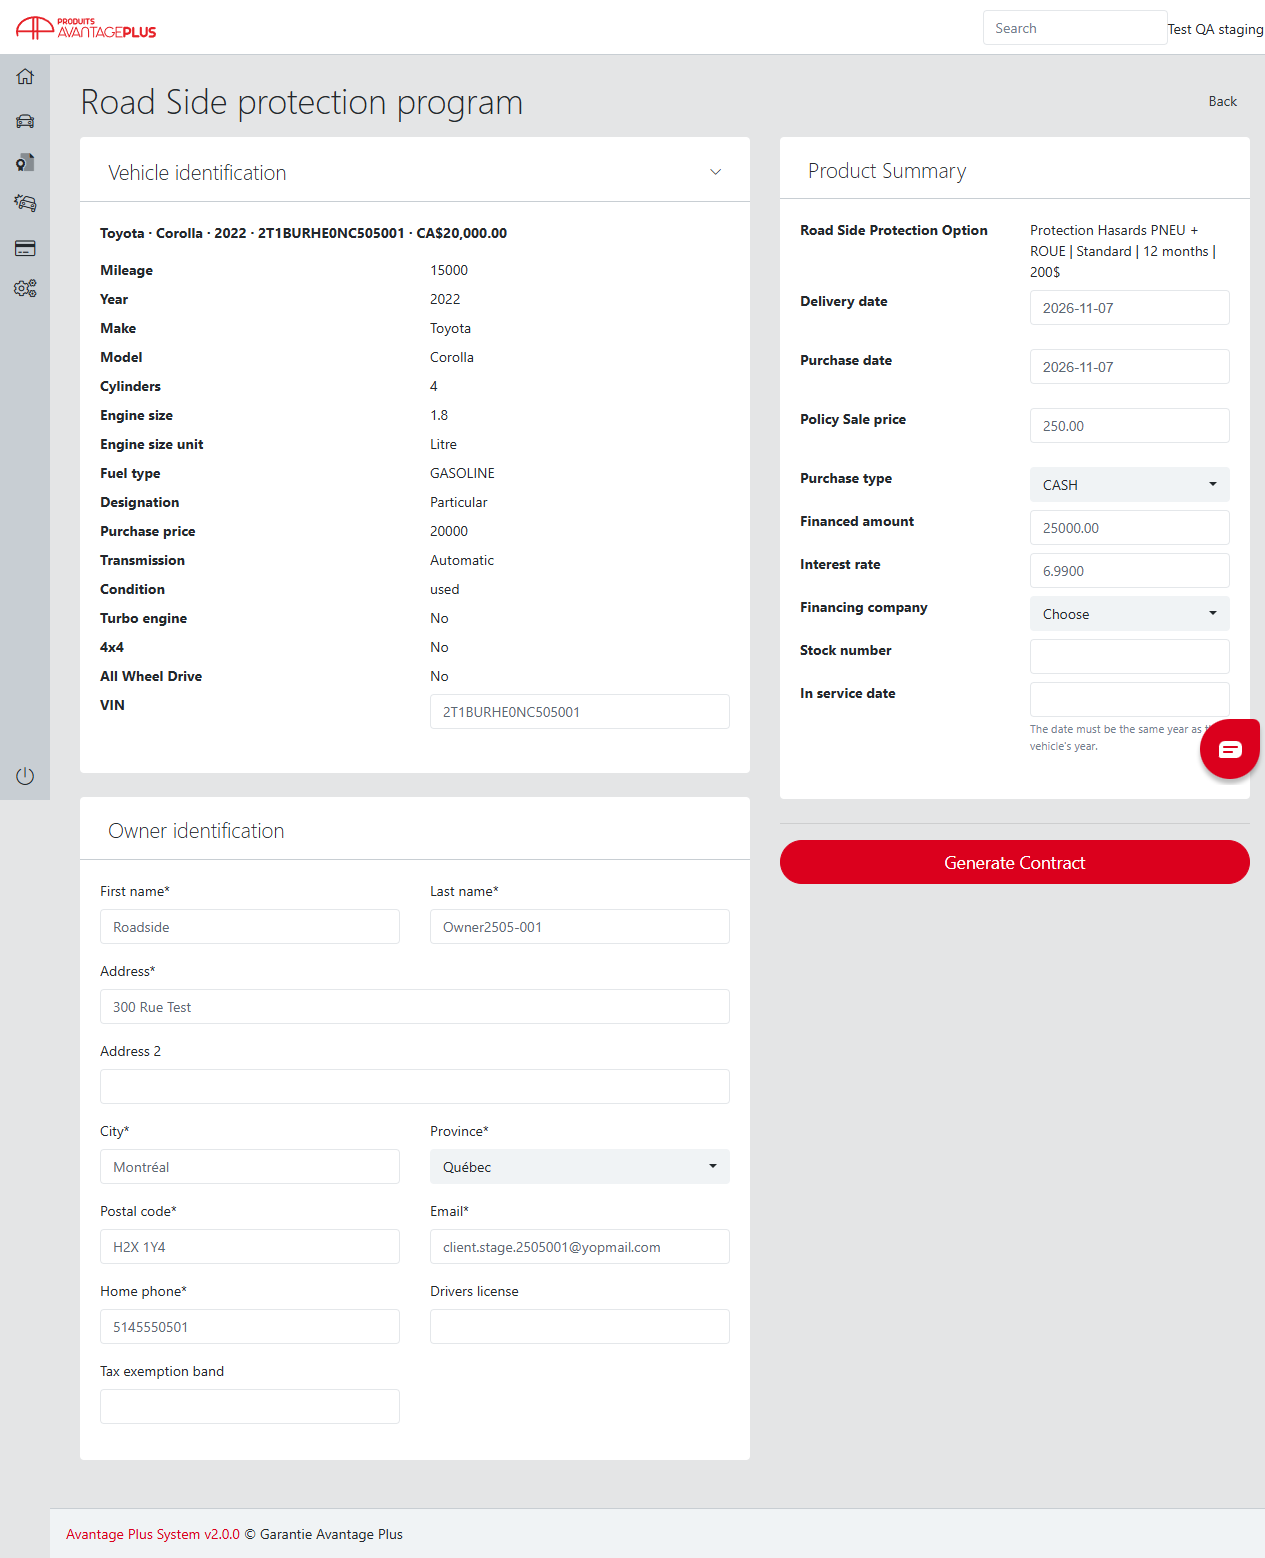 PRODUITS
AVANTAGEPLUS
Search
Test QA staging
Road Side protection program
Back
Vehicle identification
Toyota · Corolla · 2022 · 2T1BURHE0NC505001 · CA$20,000.00
Mileage 15000
Year 2022
Make Toyota
Model Corolla
Cylinders 4
Engine size 1.8
Engine size unit Litre
Fuel type GASOLINE
Designation Particular
Purchase price 20000
Transmission Automatic
Condition used
Turbo engine No
4x4 No
All Wheel Drive No
VIN 2T1BURHE0NC505001
Product Summary
Road Side Protection Option Protection Hasards PNEU +
ROUE | Standard | 12 months |
200$
Delivery date 2026-11-07
Purchase date 2026-11-07
Policy Sale price 250.00
Purchase type CASH
Financed amount 25000.00
Interest rate 6.9900
Financing company Choose
Stock number
In service date
The date must be the same year as
vehicle's year.
Generate Contract
Owner identification
First name* Last name*
Roadside Owner2505-001
Address*
300 Rue Test
Address 2
City* Province*
Montréal Québec
Postal code* Email*
H2X 1Y4 client.stage.2505001@yopmail.com
Home phone* Drivers license
5145550501
Tax exemption band
Avantage Plus System v2.0.0 © Garantie Avantage Plus